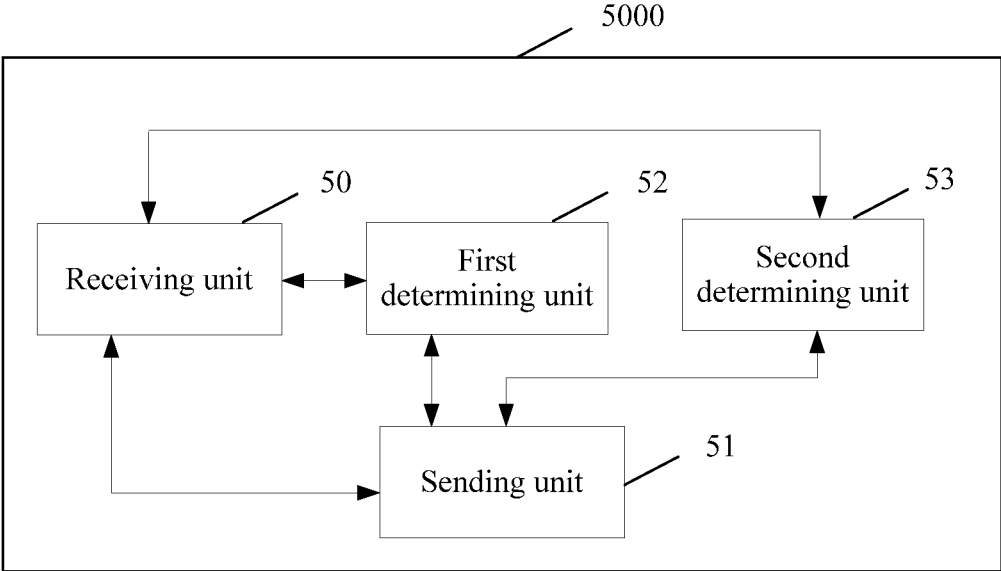 5000
50
52
53
Receiving unit
First
determining unit
Second
determining unit
51
Sending unit